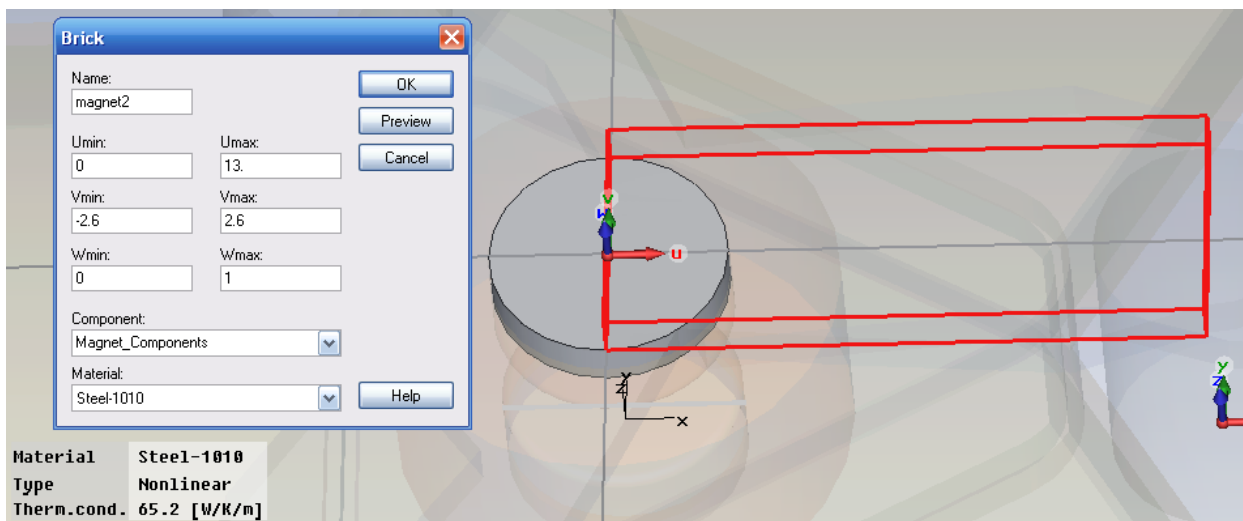 Brick
Name:
magnet2
OK
Preview
Cancel
Umin:
Umax:
0
13.
Vmin:
Vmax:
-2.6
2.6
Wmin:
Wmax:
0
1
Component:
Magnet_Components
Material:
Steel-1010
Help
v
w
u
y
z
x
y
z
Material Steel-1010
Type Nonlinear
Therm.cond. 65.2 [W/K/m]